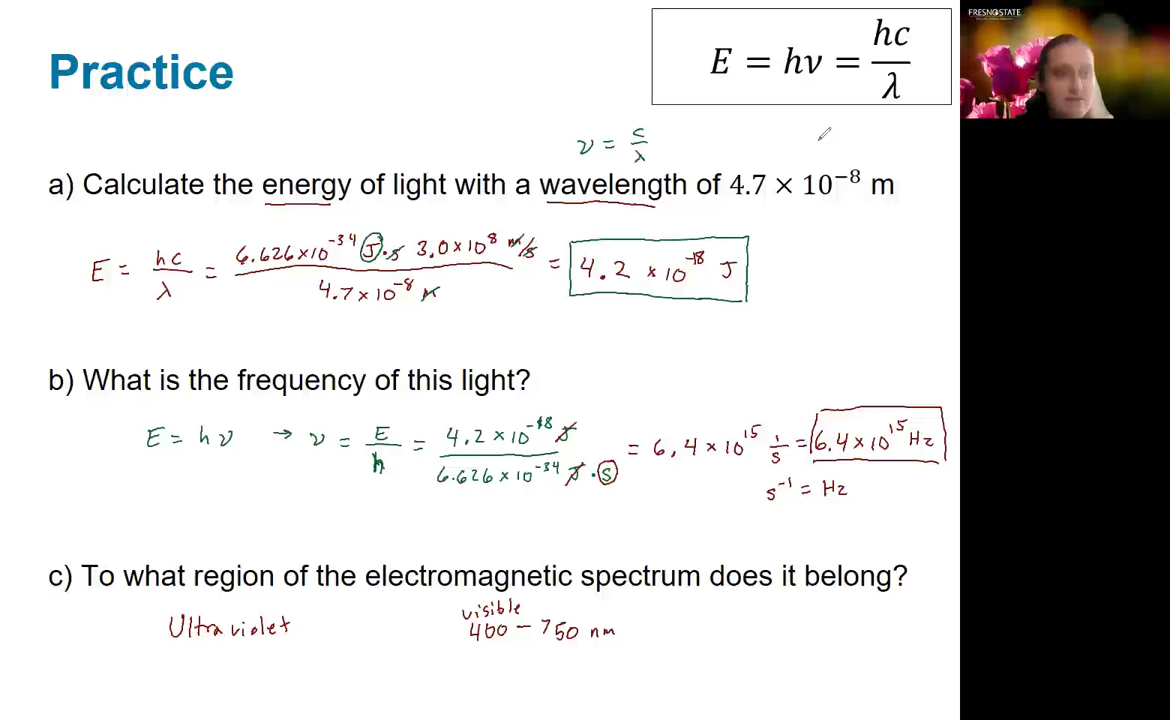 FRESNO STATE
Practice
E = hν = hc/λ
ν = c/λ
a) Calculate the energy of light with a wavelength of 4.7 × 10⁻⁸ m
E = hc/λ = 6.626×10⁻³⁴ J·s 3.0×10⁸ m/s / 4.7×10⁻⁸ m = 4.2 ×10⁻¹⁸ J
b) What is the frequency of this light?
E = hν → ν = E/h = 4.2×10⁻¹⁸ J / 6.626×10⁻³⁴ J·s = 6.4×10¹⁵ 1/s = 6.4×10¹⁵ Hz
s⁻¹ = Hz
c) To what region of the electromagnetic spectrum does it belong?
visible
Ultraviolet 400 – 750 nm